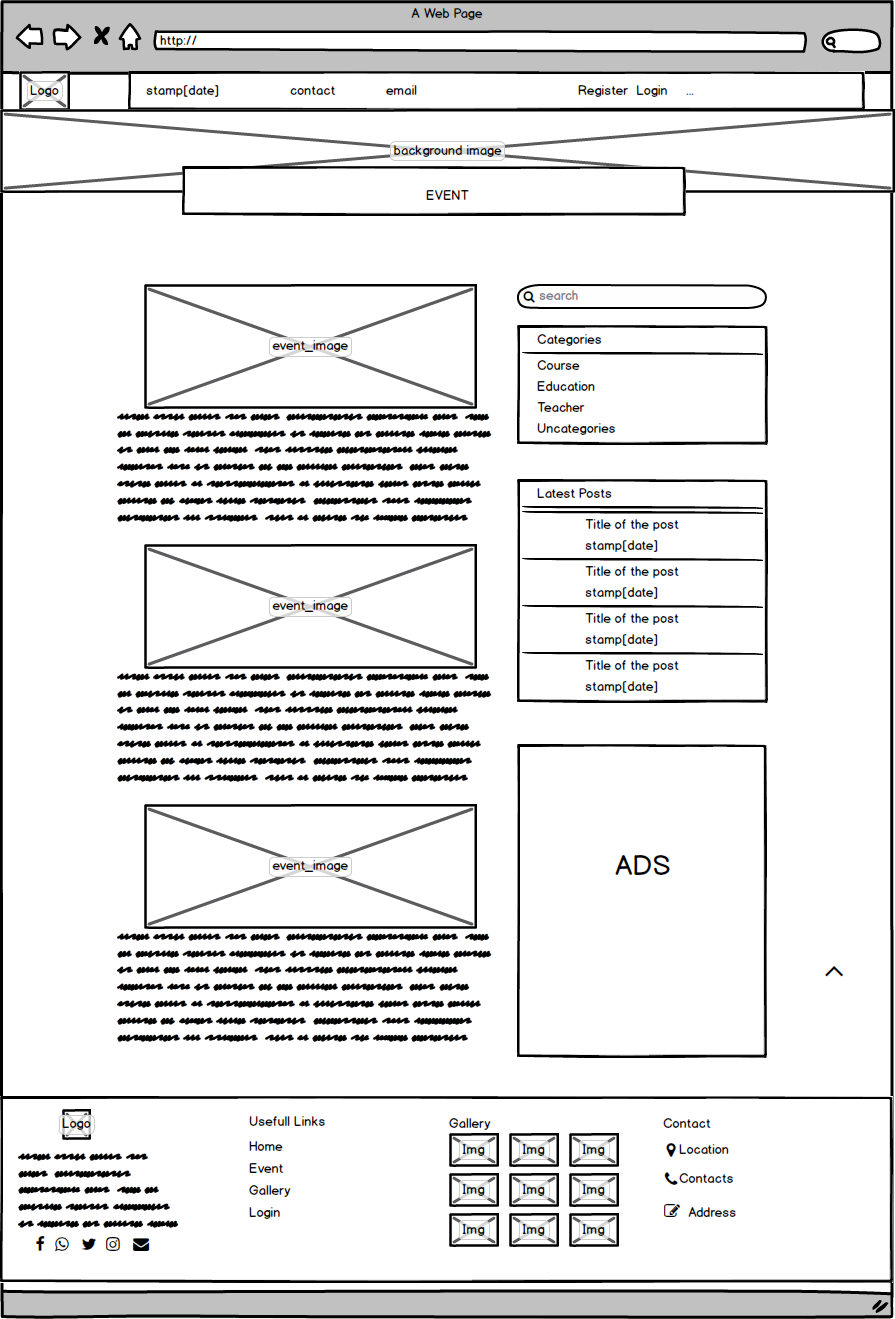 A Web Page
http://
Logo
stamp[date] contact email Register Login ...
background image
EVENT
event_image
event_image
event_image
search
Categories
Course
Education
Teacher
Uncategories
Latest Posts
Title of the post
stamp[date]
Title of the post
stamp[date]
Title of the post
stamp[date]
Title of the post
stamp[date]
ADS
Logo
Usefull Links
Home
Event
Gallery
Login
Gallery
Img Img Img
Img Img Img
Img Img Img
Contact
Location
Contacts
Address